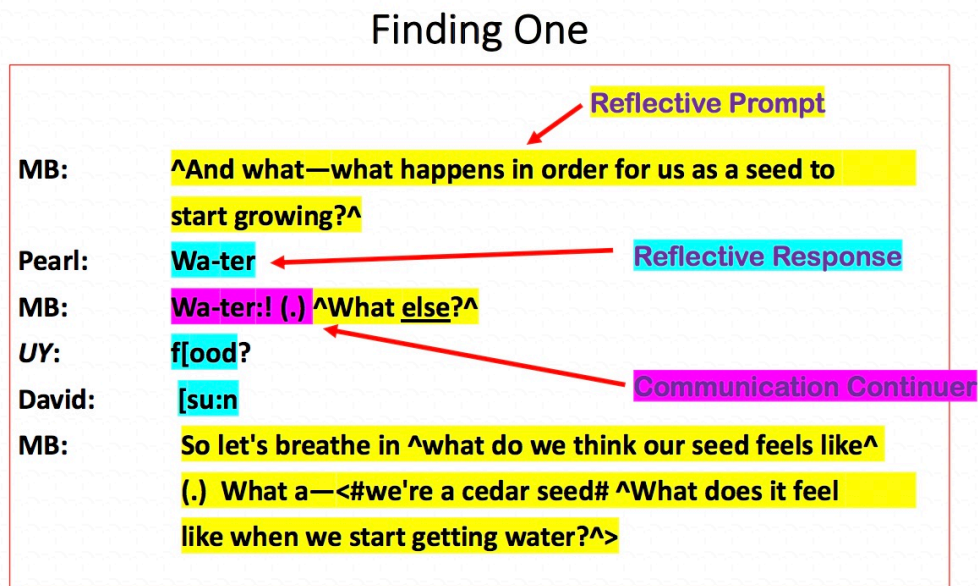 Finding One
Reflective Prompt
MB: ^And what—what happens in order for us as a seed to
start growing?^
Pearl: Wa-ter
Reflective Response
MB: Wa-ter:! (.) ^What else?^
UY: f[ood?
Communication Continuer
David: [su:n
MB: So let's breathe in ^what do we think our seed feels like^
(.) What a—<#we're a cedar seed# ^What does it feel
like when we start getting water?^>